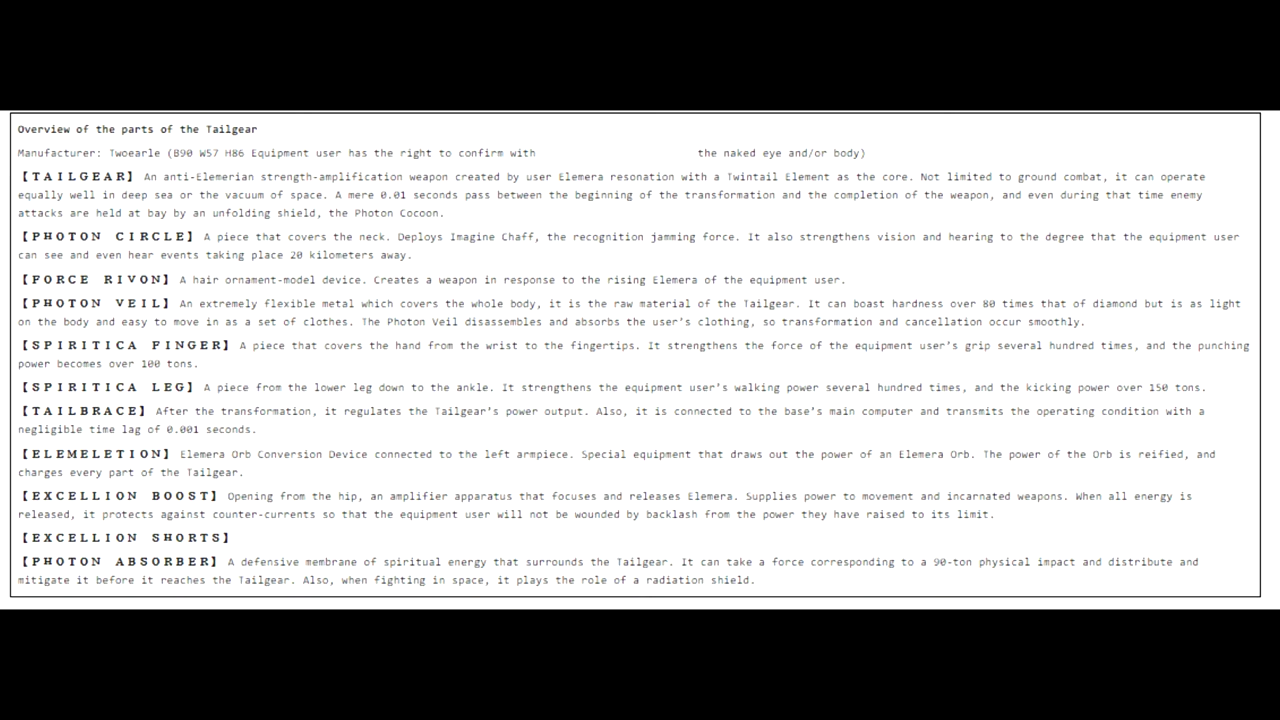 Overview of the parts of the Tailgear
Manufacturer: Twoearle (B90 W57 H86 Equipment user has the right to confirm with the naked eye and/or body)
【TAILGEAR】 An anti-Elemerian strength-amplification weapon created by user Elemera resonation with a Twintail Element as the core. Not limited to ground combat, it can operate
equally well in deep sea or the vacuum of space. A mere 0.01 seconds pass between the beginning of the transformation and the completion of the weapon, and even during that time enemy
attacks are held at bay by an unfolding shield, the Photon Cocoon.
【PHOTON CIRCLE】 A piece that covers the neck. Deploys Imagine Chaff, the recognition jamming force. It also strengthens vision and hearing to the degree that the equipment user
can see and even hear events taking place 20 kilometers away.
【FORCE RIVON】 A hair ornament-model device. Creates a weapon in response to the rising Elemera of the equipment user.
【PHOTON VEIL】 An extremely flexible metal which covers the whole body, it is the raw material of the Tailgear. It can boast hardness over 80 times that of diamond but is as light
on the body and easy to move in as a set of clothes. The Photon Veil disassembles and absorbs the user's clothing, so transformation and cancellation occur smoothly.
【SPIRITICA FINGER】 A piece that covers the hand from the wrist to the fingertips. It strengthens the force of the equipment user's grip several hundred times, and the punching
power becomes over 100 tons.
【SPIRITICA LEG】 A piece from the lower leg down to the ankle. It strengthens the equipment user's walking power several hundred times, and the kicking power over 150 tons.
【TAILBRACE】 After the transformation, it regulates the Tailgear's power output. Also, it is connected to the base's main computer and transmits the operating condition with a
negligible time lag of 0.001 seconds.
【ELEMELETION】 Elemera Orb Conversion Device connected to the left armpiece. Special equipment that draws out the power of an Elemera Orb. The power of the Orb is reified, and
charges every part of the Tailgear.
【EXCELLION BOOST】 Opening from the hip, an amplifier apparatus that focuses and releases Elemera. Supplies power to movement and incarnated weapons. When all energy is
released, it protects against counter-currents so that the equipment user will not be wounded by backlash from the power they have raised to its limit.
【EXCELLION SHORTS】
【PHOTON ABSORBER】 A defensive membrane of spiritual energy that surrounds the Tailgear. It can take a force corresponding to a 90-ton physical impact and distribute and
mitigate it before it reaches the Tailgear. Also, when fighting in space, it plays the role of a radiation shield.